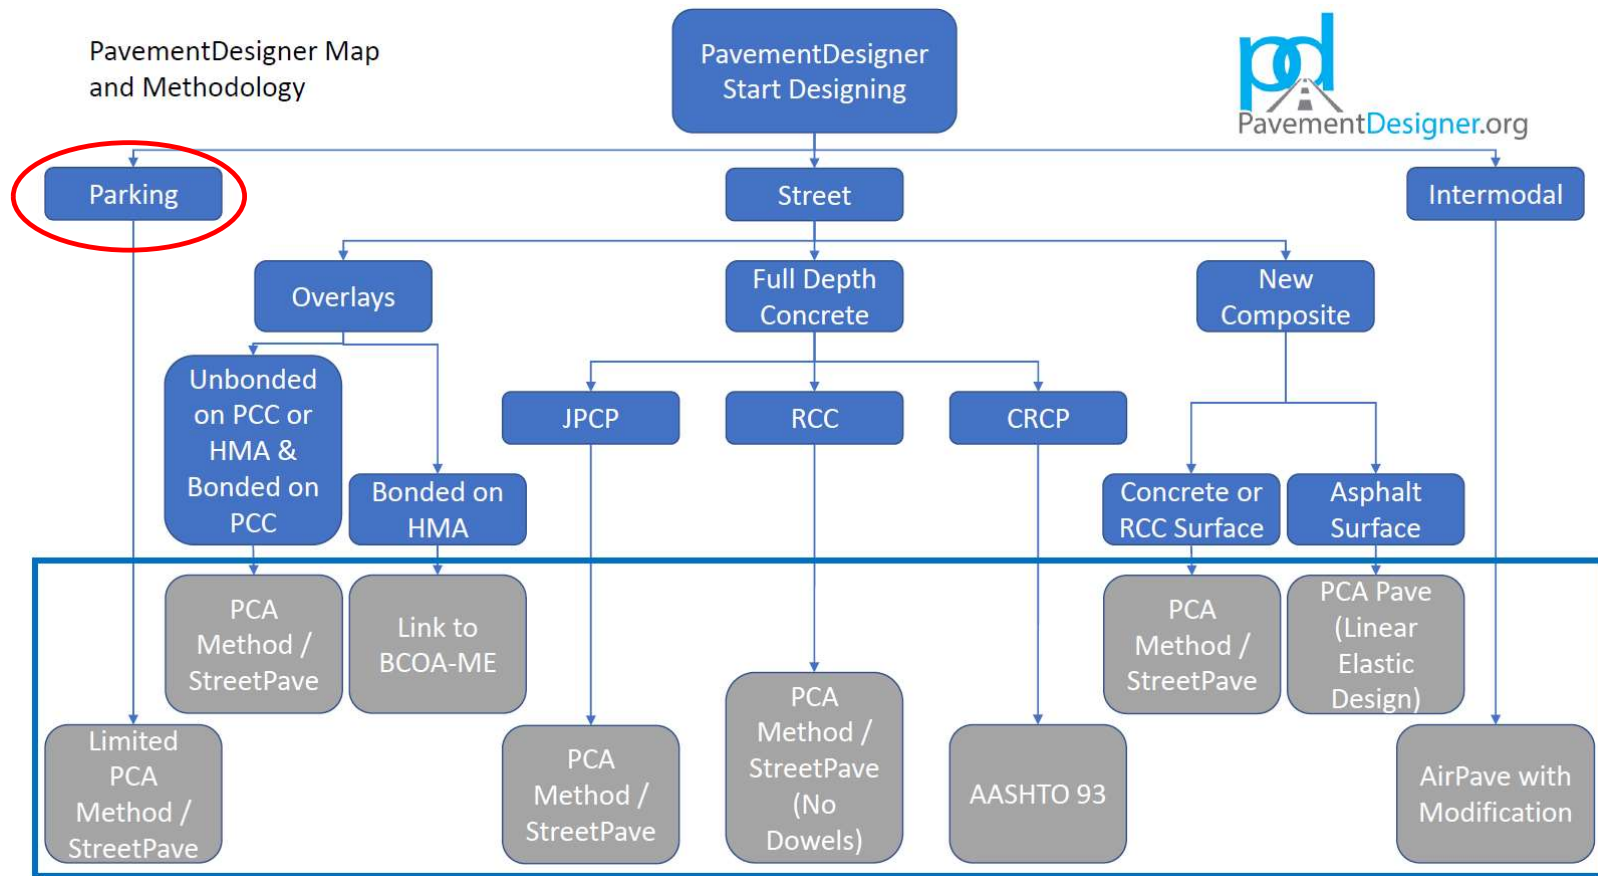 PavementDesigner Map
and Methodology
PavementDesigner
Start Designing
pd
PavementDesigner.org
Parking
Street
Intermodal
Overlays
Full Depth
Concrete
New
Composite
Unbonded
on PCC or
HMA &
Bonded on
PCC
Bonded on
HMA
JPCP
RCC
CRCP
Concrete or
RCC Surface
Asphalt
Surface
Limited
PCA
Method /
StreetPave
PCA
Method /
StreetPave
Link to
BCOA-ME
PCA
Method /
StreetPave
PCA
Method /
StreetPave
(No
Dowels)
AASHTO 93
PCA
Method /
StreetPave
PCA Pave
(Linear
Elastic
Design)
AirPave with
Modification